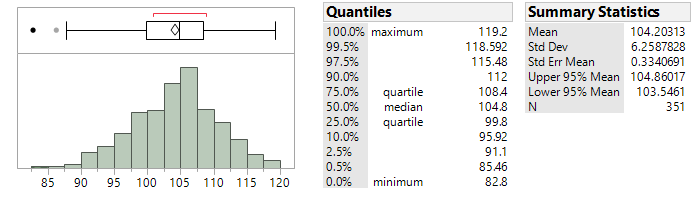 Quantiles
100.0% maximum 119.2
99.5% 118.592
97.5% 115.48
90.0% 112
75.0% quartile 108.4
50.0% median 104.8
25.0% quartile 99.8
10.0% 95.92
2.5% 91.1
0.5% 85.46
0.0% minimum 82.8
Summary Statistics
Mean 104.20313
Std Dev 6.2587828
Std Err Mean 0.3340691
Upper 95% Mean 104.86017
Lower 95% Mean 103.5461
N 351
85 90 95 100 105 110 115 120